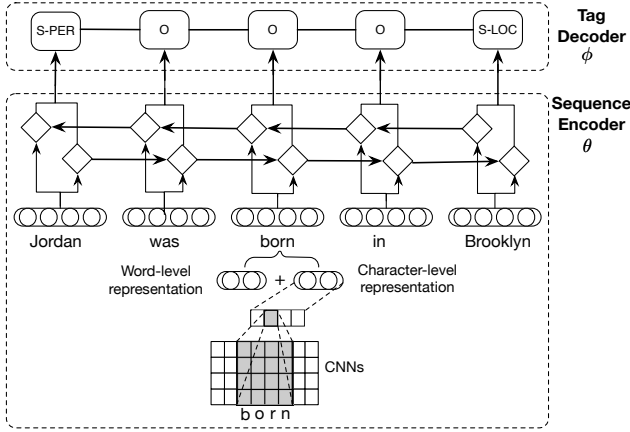 S-PER O O O S-LOC
Tag
Decoder
ϕ
Sequence
Encoder
θ
Jordan was born in Brooklyn
Word-level
representation
+
Character-level
representation
CNNs
b o r n